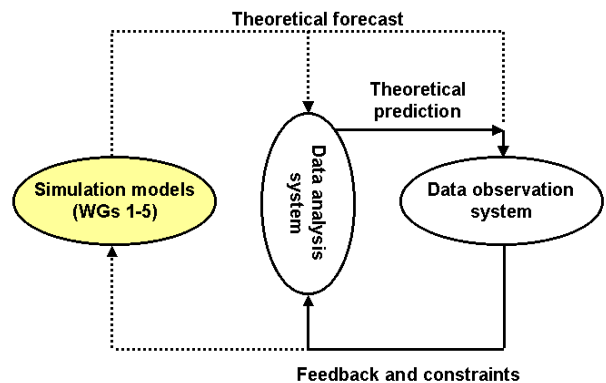 Theoretical forecast
Theoretical
prediction
Simulation models
(WGs 1-5)
Data analysis
system
Data observation
system
Feedback and constraints